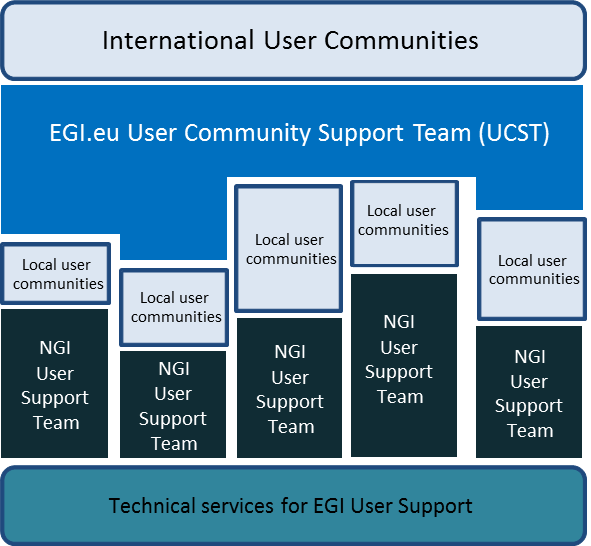 International User Communities
EGI.eu User Community Support Team (UCST)
Local user
communities
NGI
User
Support
Team
Local user
communities
NGI
User
Support
Team
Local user
communities
NGI
User
Support
Team
Local user
communities
NGI
User
Support
Team
Local user
communities
NGI
User
Support
Team
Technical services for EGI User Support